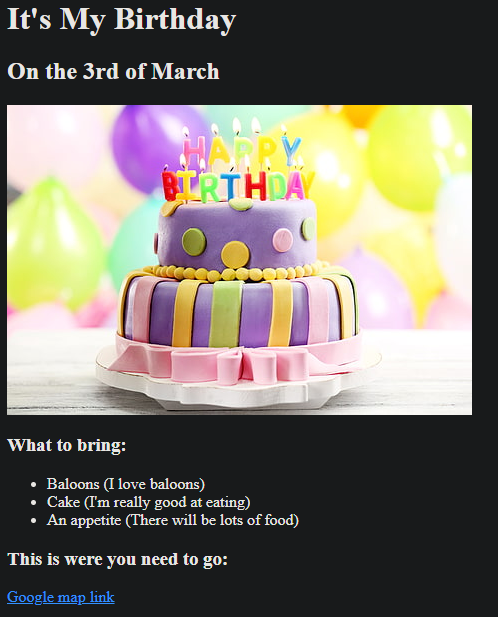 It's My Birthday
On the 3rd of March
HAPPY
BIRTHDAY
What to bring:
Baloons (I love baloons)
Cake (I'm really good at eating)
An appetite (There will be lots of food)
This is were you need to go:
Google map link